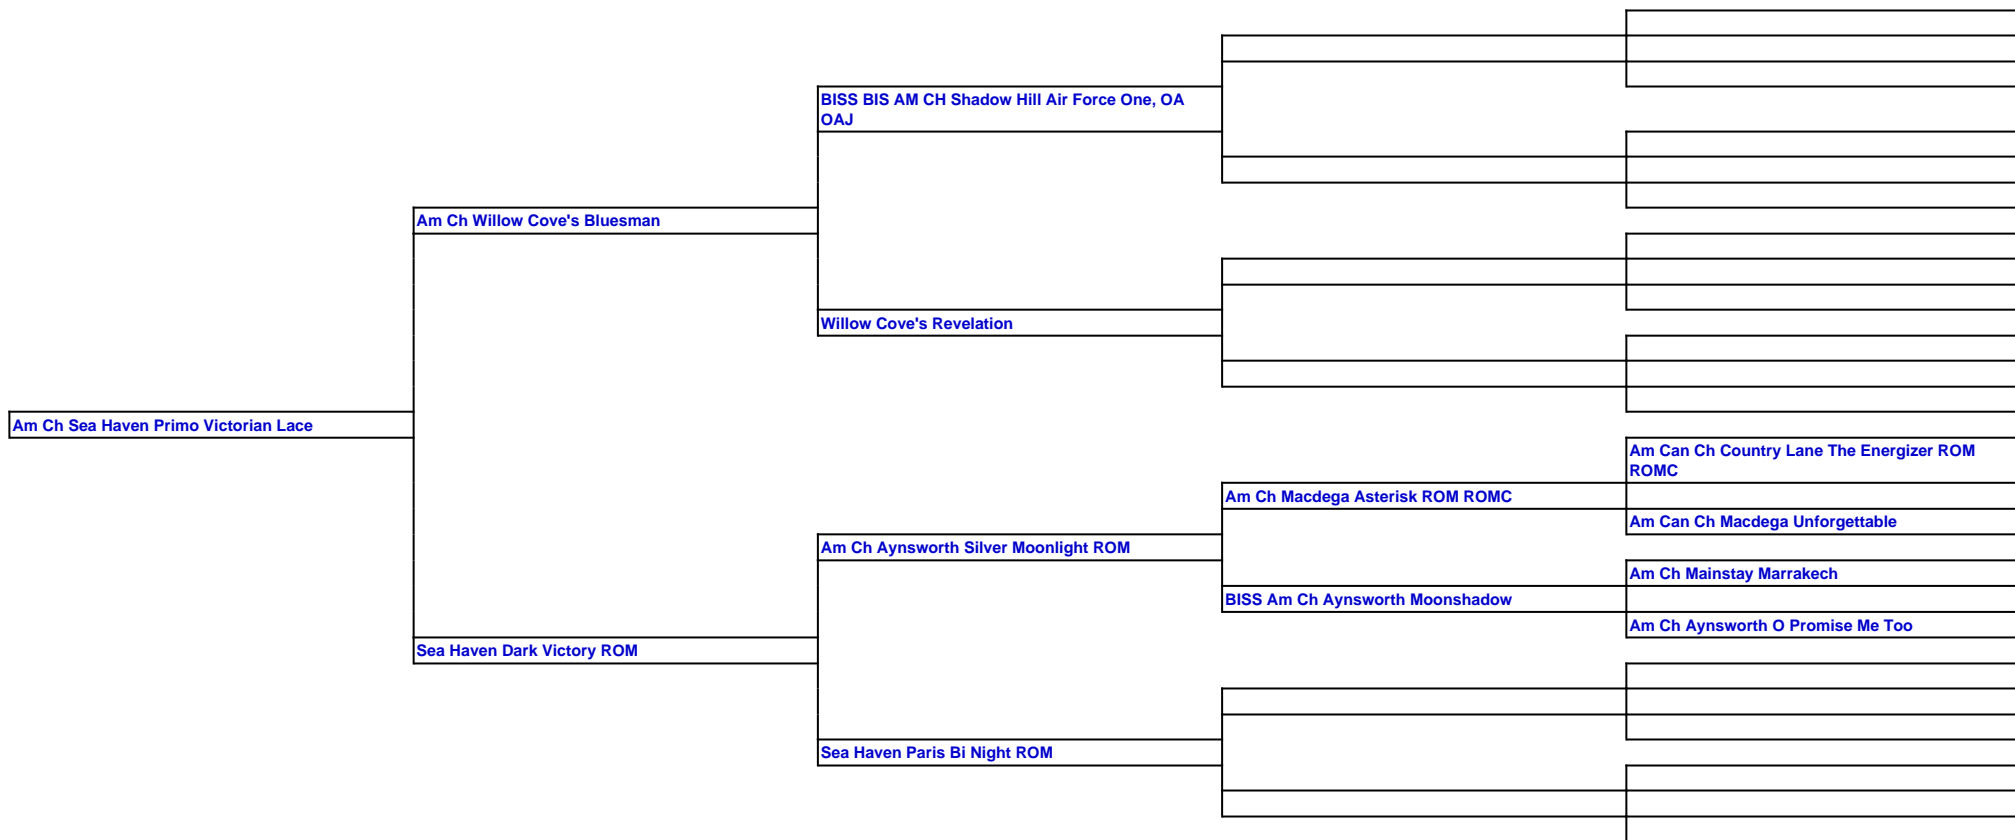 BISS BIS AM CH Shadow Hill Air Force One, OA
OAJ
Am Ch Willow Cove's Bluesman
Willow Cove's Revelation
Am Ch Sea Haven Primo Victorian Lace
Am Can Ch Country Lane The Energizer ROM
ROMC
Am Ch Macdega Asterisk ROM ROMC
Am Can Ch Macdega Unforgettable
Am Ch Aynsworth Silver Moonlight ROM
Am Ch Mainstay Marrakech
BISS Am Ch Aynsworth Moonshadow
Am Ch Aynsworth O Promise Me Too
Sea Haven Dark Victory ROM
Sea Haven Paris Bi Night ROM